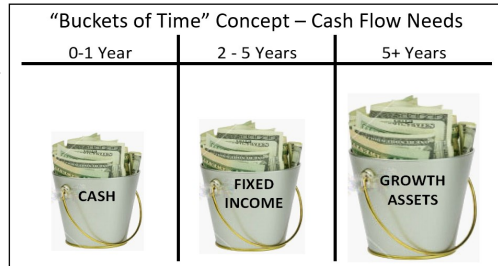 “Buckets of Time” Concept – Cash Flow Needs
0-1 Year
2 - 5 Years
5+ Years
CASH
FIXED
INCOME
GROWTH
ASSETS